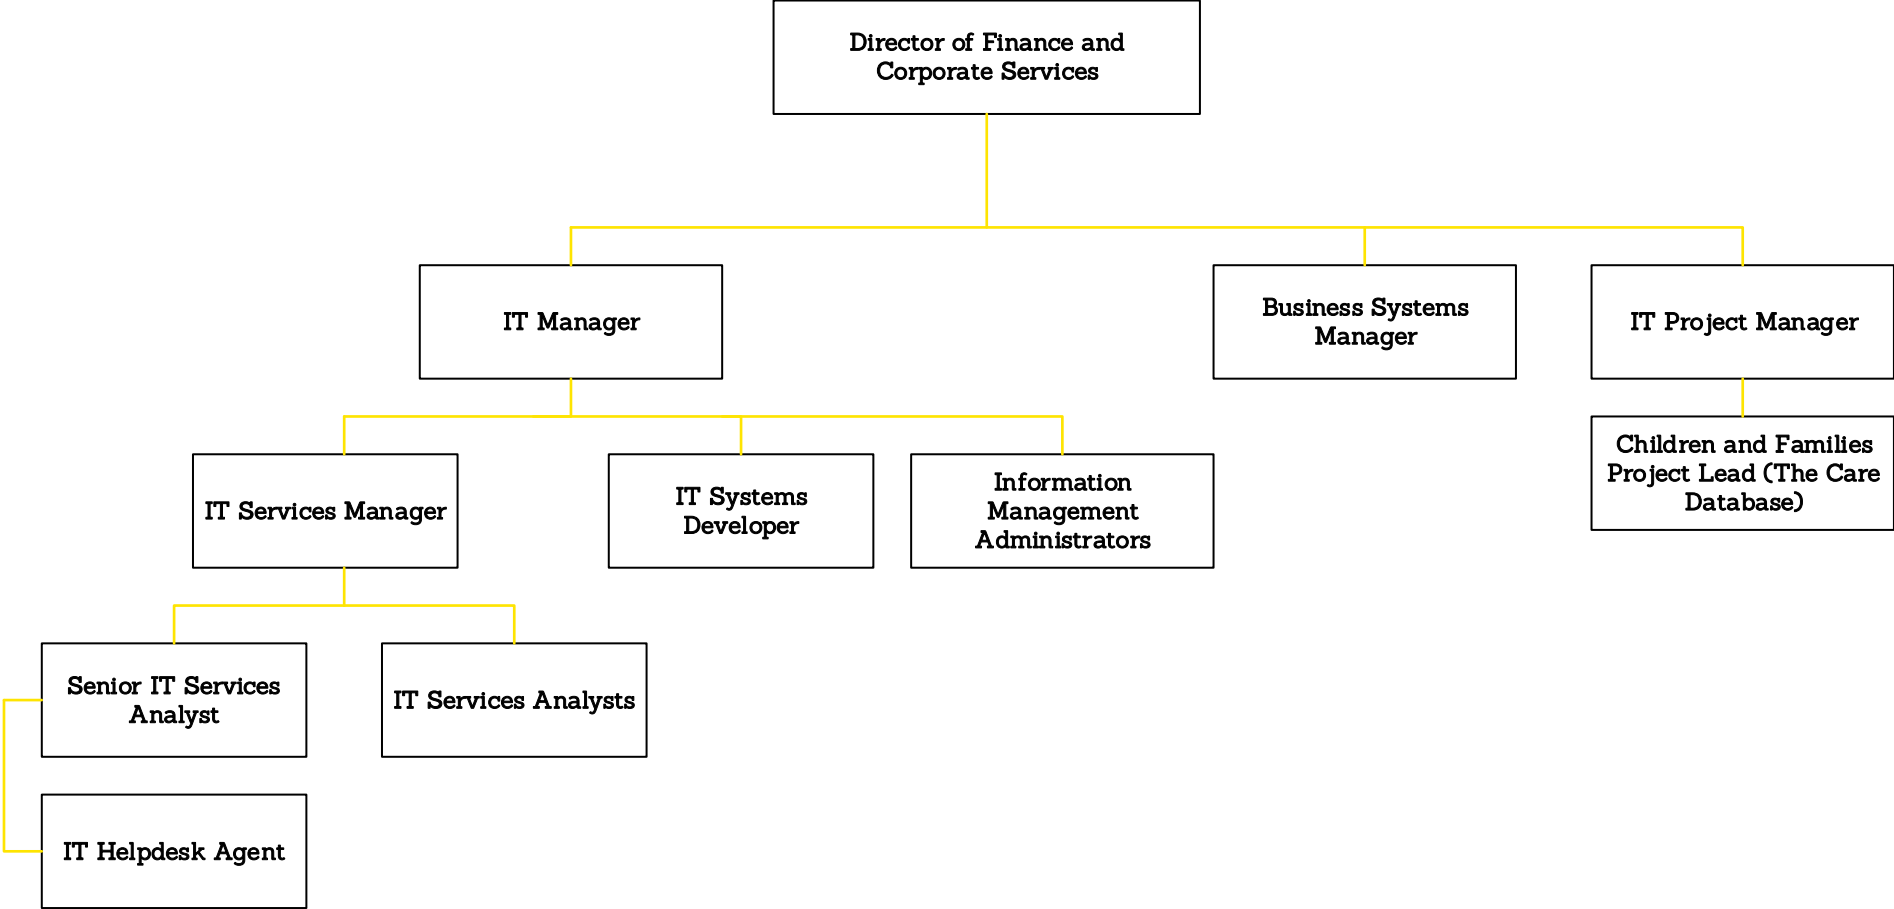 Director of Finance and
Corporate Services
IT Manager
Business Systems
Manager
IT Project Manager
IT Services Manager
IT Systems
Developer
Information
Management
Administrators
Children and Families
Project Lead (The Care
Database)
Senior IT Services
Analyst
IT Services Analysts
IT Helpdesk Agent